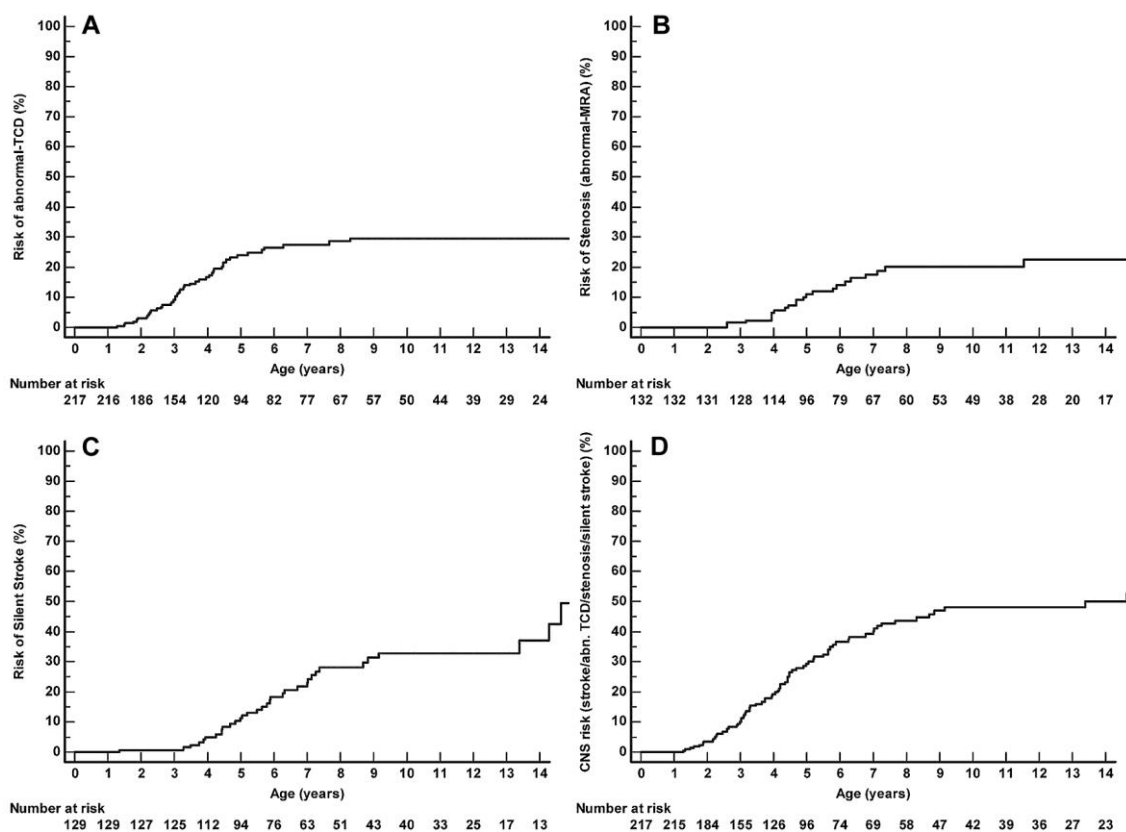 A
Risk of abnormal-TCD (%)
100
90
80
70
60
50
40
30
20
10
0
0 1 2 3 4 5 6 7 8 9 10 11 12 13 14
Age (years)
Number at risk
217 216 186 154 120 94 82 77 67 57 50 44 39 29 24
B
Risk of Stenosis (abnormal-MRA) (%)
100
90
80
70
60
50
40
30
20
10
0
0 1 2 3 4 5 6 7 8 9 10 11 12 13 14
Age (years)
Number at risk
132 132 131 128 114 96 79 67 60 53 49 38 28 20 17
C
Risk of Silent Stroke (%)
100
90
80
70
60
50
40
30
20
10
0
0 1 2 3 4 5 6 7 8 9 10 11 12 13 14
Age (years)
Number at risk
129 129 127 125 112 94 76 63 51 43 40 33 25 17 13
D
CNS risk (stroke/abn. TCD/stenosis/silent stroke) (%)
100
90
80
70
60
50
40
30
20
10
0
0 1 2 3 4 5 6 7 8 9 10 11 12 13 14
Age (years)
Number at risk
217 215 184 155 126 96 74 69 58 47 42 39 36 27 23